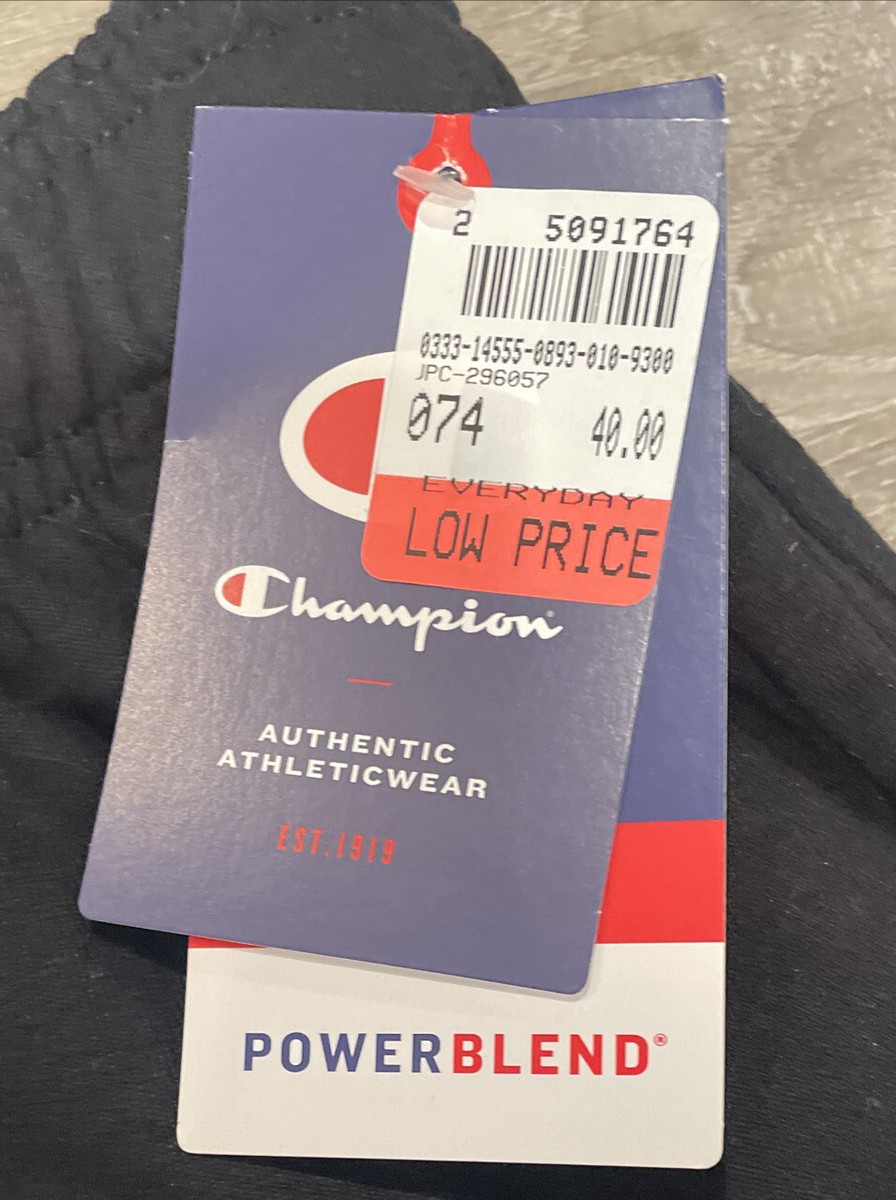 2 5091764
0333-14555-0893-010-9300
JPC-296057
074 40.00
EVERYDAY
LOW PRICE
Champion
AUTHENTIC
ATHLETICWEAR
EST.1919
POWERBLEND®